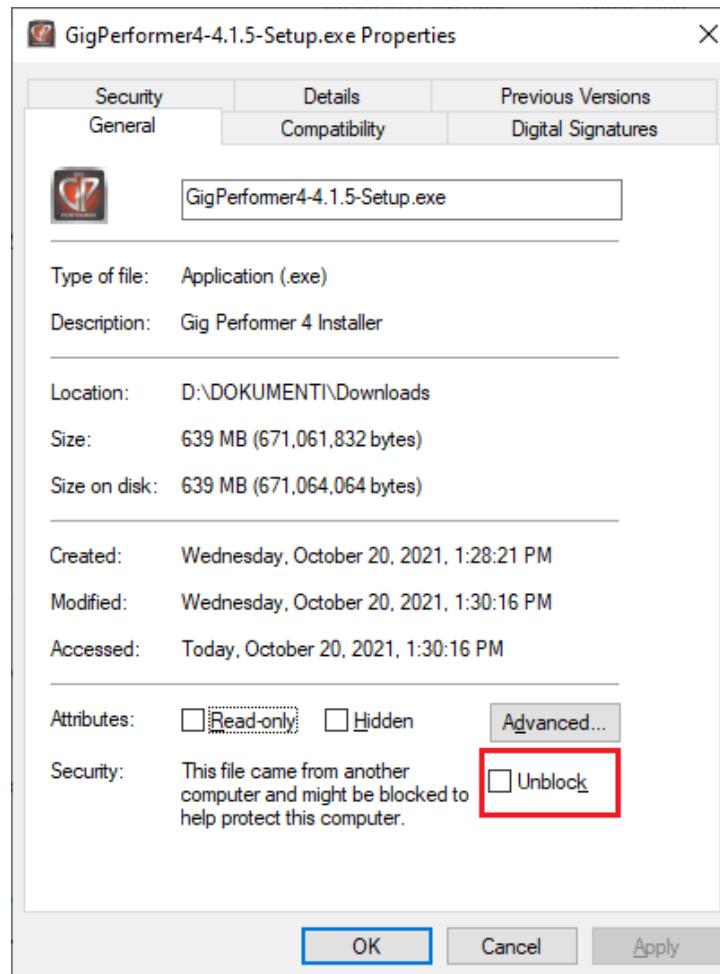 GigPerformer4-4.1.5-Setup.exe Properties
Security Details Previous Versions
General Compatibility Digital Signatures
GP
PERFORMER
GigPerformer4-4.1.5-Setup.exe
Type of file: Application (.exe)
Description: Gig Performer 4 Installer
Location: D:\DOKUMENTI\Downloads
Size: 639 MB (671,061,832 bytes)
Size on disk: 639 MB (671,064,064 bytes)
Created: Wednesday, October 20, 2021, 1:28:21 PM
Modified: Wednesday, October 20, 2021, 1:30:16 PM
Accessed: Today, October 20, 2021, 1:30:16 PM
Attributes: Read-only Hidden Advanced...
Security: This file came from another
computer and might be blocked to
help protect this computer.
Unblock
OK Cancel Apply